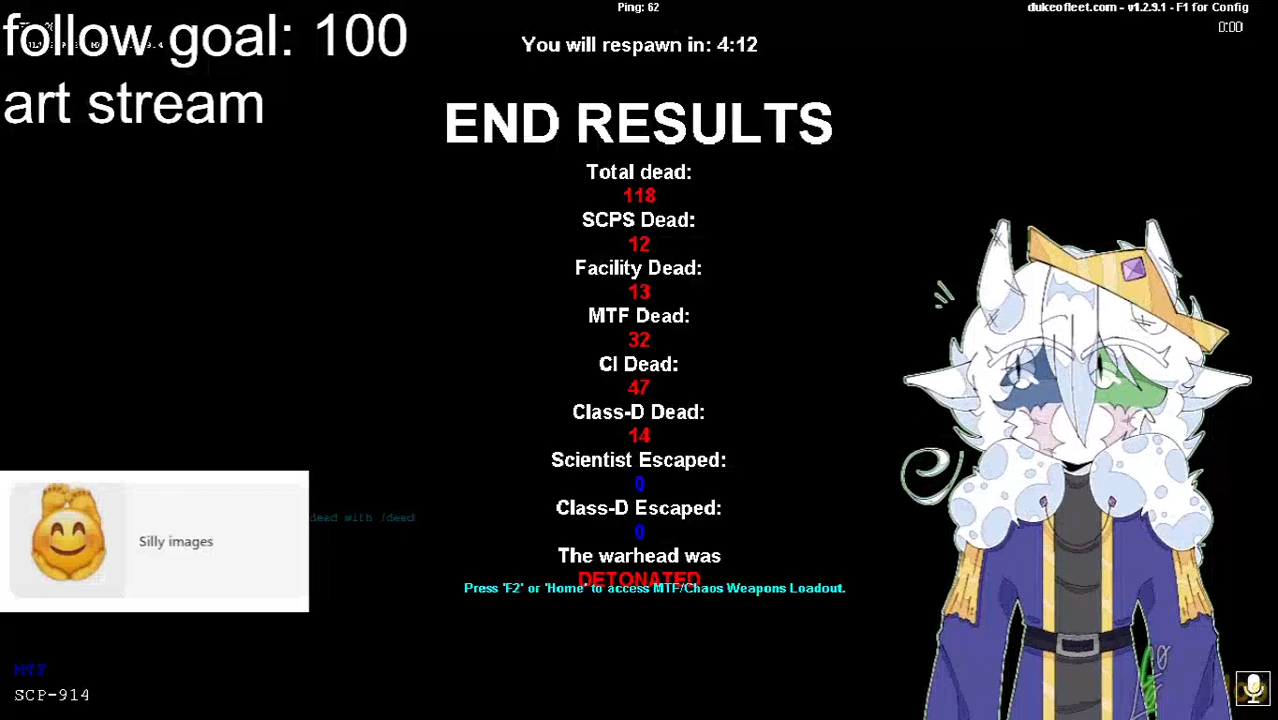 Ping: 62
dukeofleet.com - v1.2.9.1 - F1 for Config
0:00
follow goal: 100
art stream
You will respawn in: 4:12
END RESULTS
Total dead:
118
SCPS Dead:
12
Facility Dead:
13
MTF Dead:
32
CI Dead:
47
Class-D Dead:
14
Scientist Escaped:
0
Class-D Escaped:
0
The warhead was
DETONATED
Press 'F2' or 'Home' to access MTF/Chaos Weapons Loadout.
dead with /dead
Silly images
MTF
SCP-914